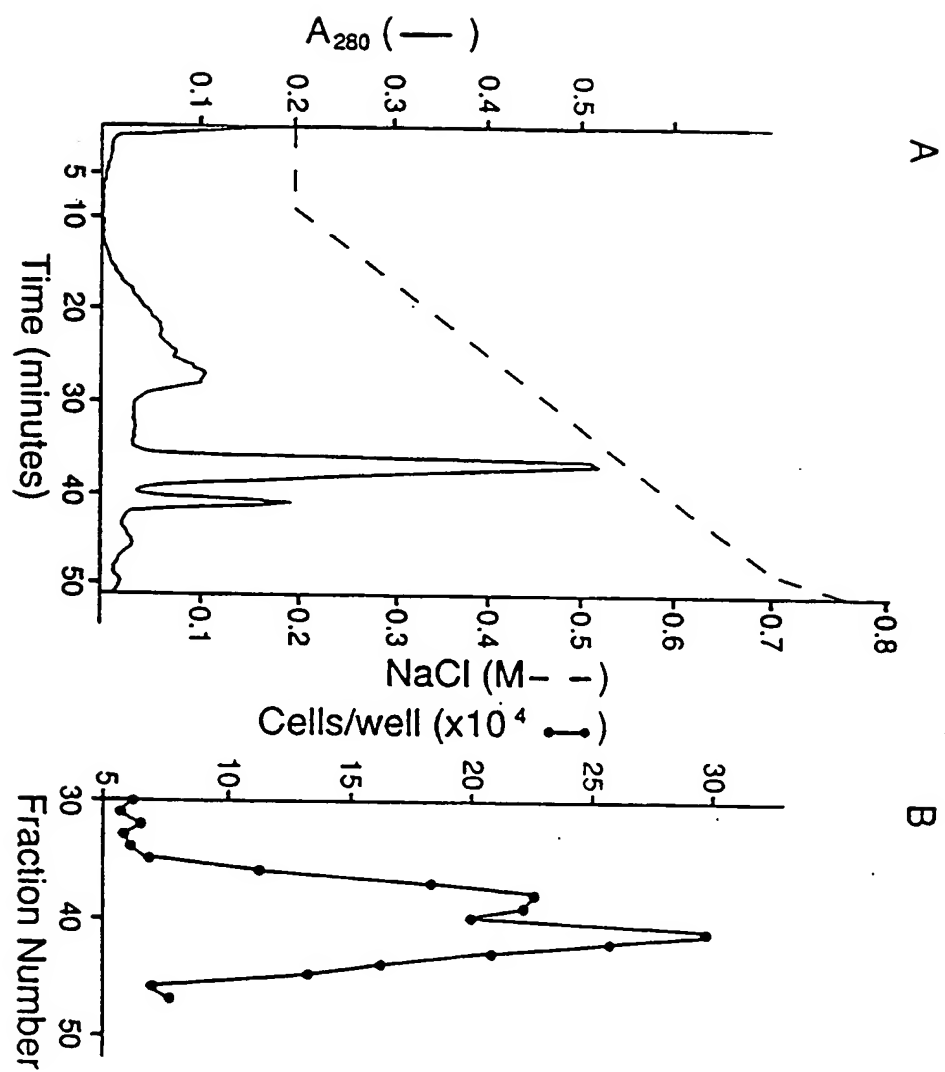 A
A280 (—)
0.5
0.4
0.3
0.2
0.1
5 10 20 30 40 50
Time (minutes)
0.8
0.7
0.6
0.5
0.4
0.3
0.2
0.1
NaCl (M– –)
B
Cells/well (x10 4 •–•)
30
25
20
15
10
5
30 40 50
Fraction Number